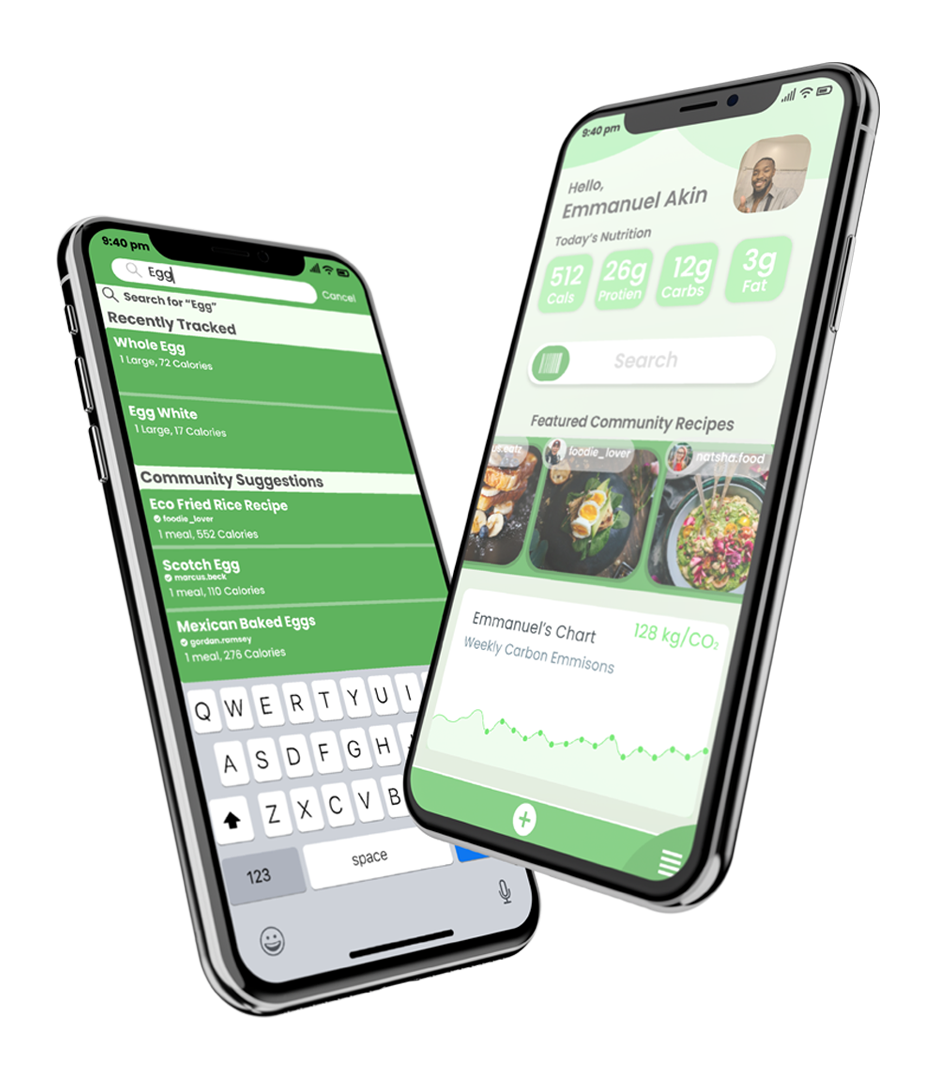 9:40 pm
Egg
Cancel
Search for "Egg"
Recently Tracked
Whole Egg
1 Large, 72 Calories
Egg White
1 Large, 17 Calories
Community Suggestions
Eco Fried Rice Recipe
foodie_lover
1 meal, 552 Calories
Scotch Egg
marcus.beck
1 meal, 110 Calories
Mexican Baked Eggs
gordan.ramsey
1 meal, 276 Calories
Q W E R T Y U I
A S D F G H
Z X C V B
123
space
9:40 pm
Hello,
Emmanuel Akin
Today's Nutrition
512 26g 12g 3g
Cals Protien Carbs Fat
Search
Featured Community Recipes
foodie_lover natsha.food
Emmanuel's Chart 128 kg/CO₂
Weekly Carbon Emmisons